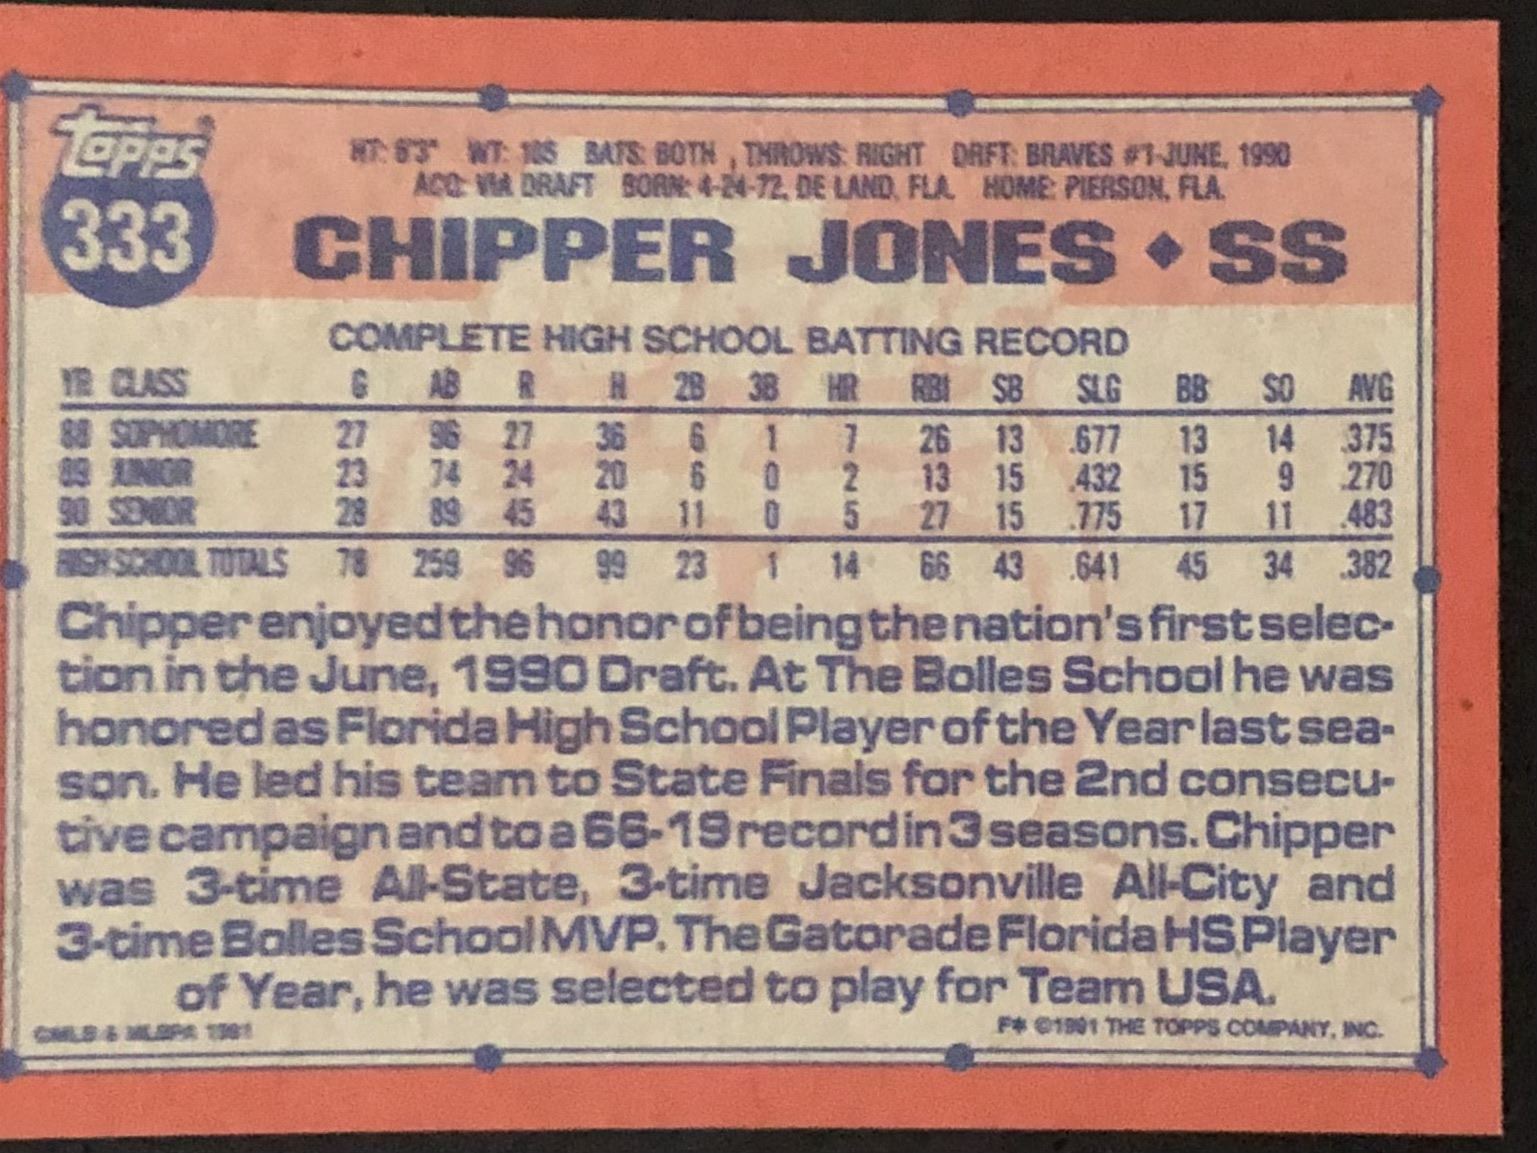 Topps®
333
HT: 6'3" WT: 185 BATS: BOTH , THROWS: RIGHT DRFT: BRAVES #1-JUNE, 1990
ACQ: VIA DRAFT BORN: 4-24-72, DE LAND, FLA. HOME: PIERSON, FLA.
CHIPPER JONES ♦ SS
COMPLETE HIGH SCHOOL BATTING RECORD
YR CLASS G AB R H 2B 3B HR RBI SB SLG BB SO AVG
88 SOPHOMORE 27 96 27 36 6 1 7 26 13 .677 13 14 .375
89 JUNIOR 23 74 24 20 6 0 2 13 15 .432 15 9 .270
90 SENIOR 28 89 45 43 11 0 5 27 15 .775 17 11 .483
HIGH SCHOOL TOTALS 78 259 96 99 23 1 14 66 43 .641 45 34 .382
Chipper enjoyed the honor of being the nation's first selec-
tion in the June, 1990 Draft. At The Bolles School he was
honored as Florida High School Player of the Year last sea-
son. He led his team to State Finals for the 2nd consecu-
tive campaign and to a 66-19 record in 3 seasons. Chipper
was 3-time All-State, 3-time Jacksonville All-City and
3-time Bolles School MVP. The Gatorade Florida HS Player
of Year, he was selected to play for Team USA.
©MLB & MLBPA 1991
F* ©1991 THE TOPPS COMPANY, INC.